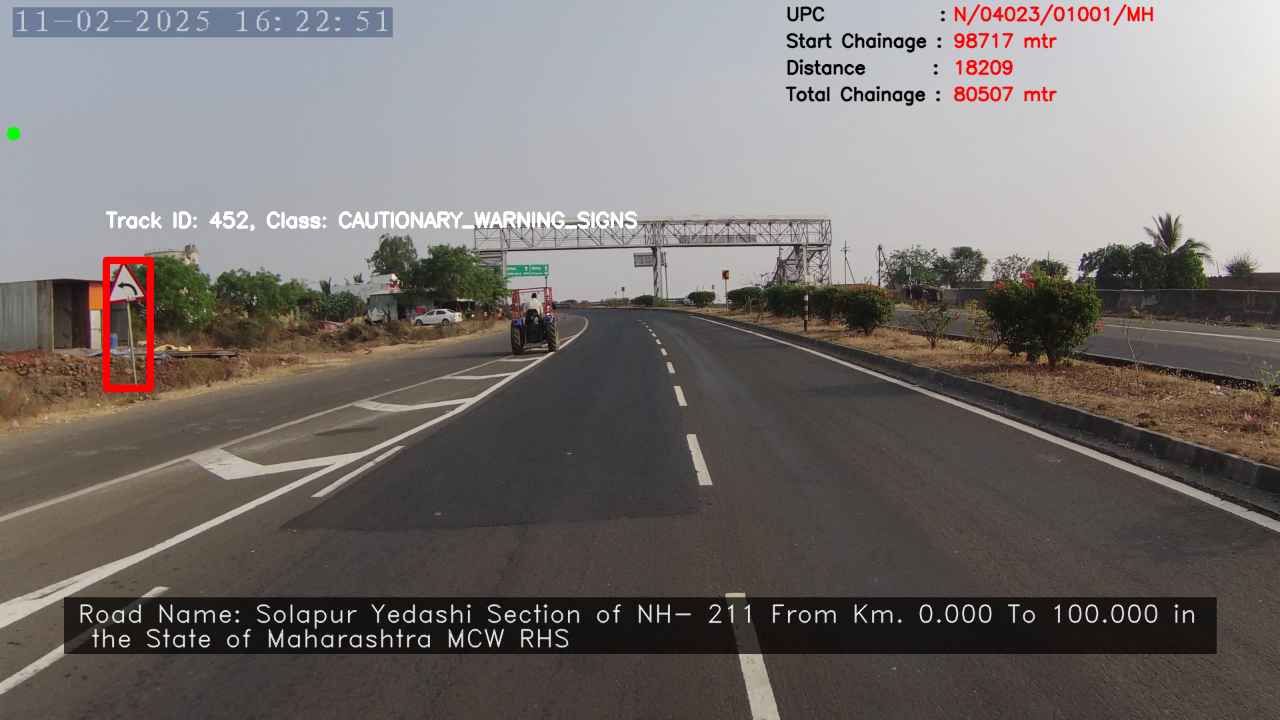 11-02-2025 16:22:51
UPC : N/04023/01001/MH
Start Chainage : 98717 mtr
Distance : 18209
Total Chainage : 80507 mtr
Track ID: 452, Class: CAUTIONARY_WARNING_SIGNS
Road Name: Solapur Yedashi Section of NH- 211 From Km. 0.000 To 100.000 in
the State of Maharashtra MCW RHS